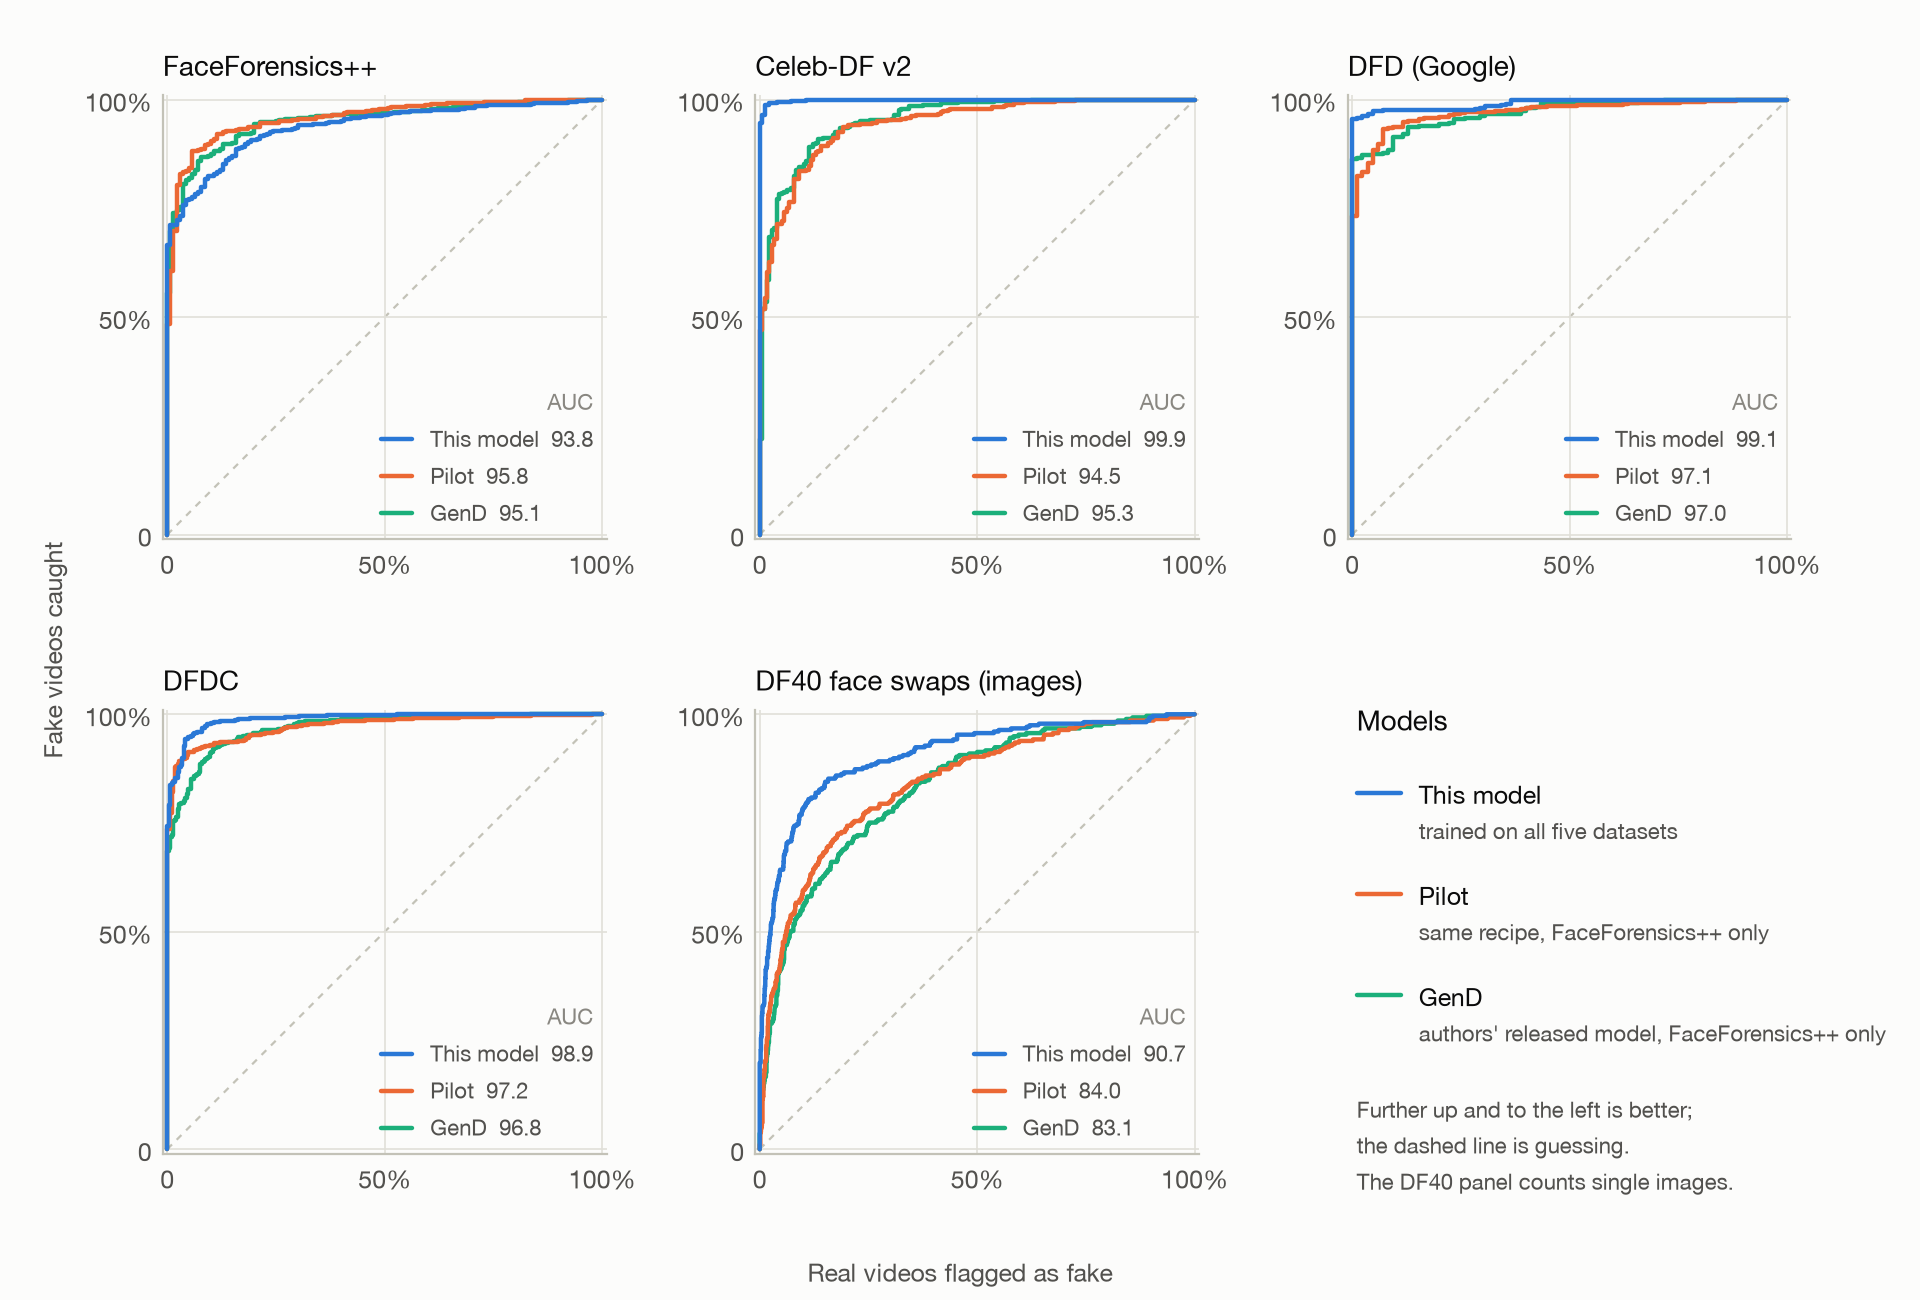 FaceForensics++
100%
50%
0
AUC
This model 93.8
Pilot 95.8
GenD 95.1
0
50%
100%
Celeb-DF v2
100%
50%
0
AUC
This model 99.9
Pilot 94.5
GenD 95.3
0
50%
100%
DFD (Google)
100%
50%
0
AUC
This model 99.1
Pilot 97.1
GenD 97.0
0
50%
100%
Fake videos caught
DFDC
100%
50%
0
AUC
This model 98.9
Pilot 97.2
GenD 96.8
0
50%
100%
DF40 face swaps (images)
100%
50%
0
AUC
This model 90.7
Pilot 84.0
GenD 83.1
0
50%
100%
Models
This model
trained on all five datasets
Pilot
same recipe, FaceForensics++ only
GenD
authors' released model, FaceForensics++ only
Further up and to the left is better;
the dashed line is guessing.
The DF40 panel counts single images.
Real videos flagged as fake